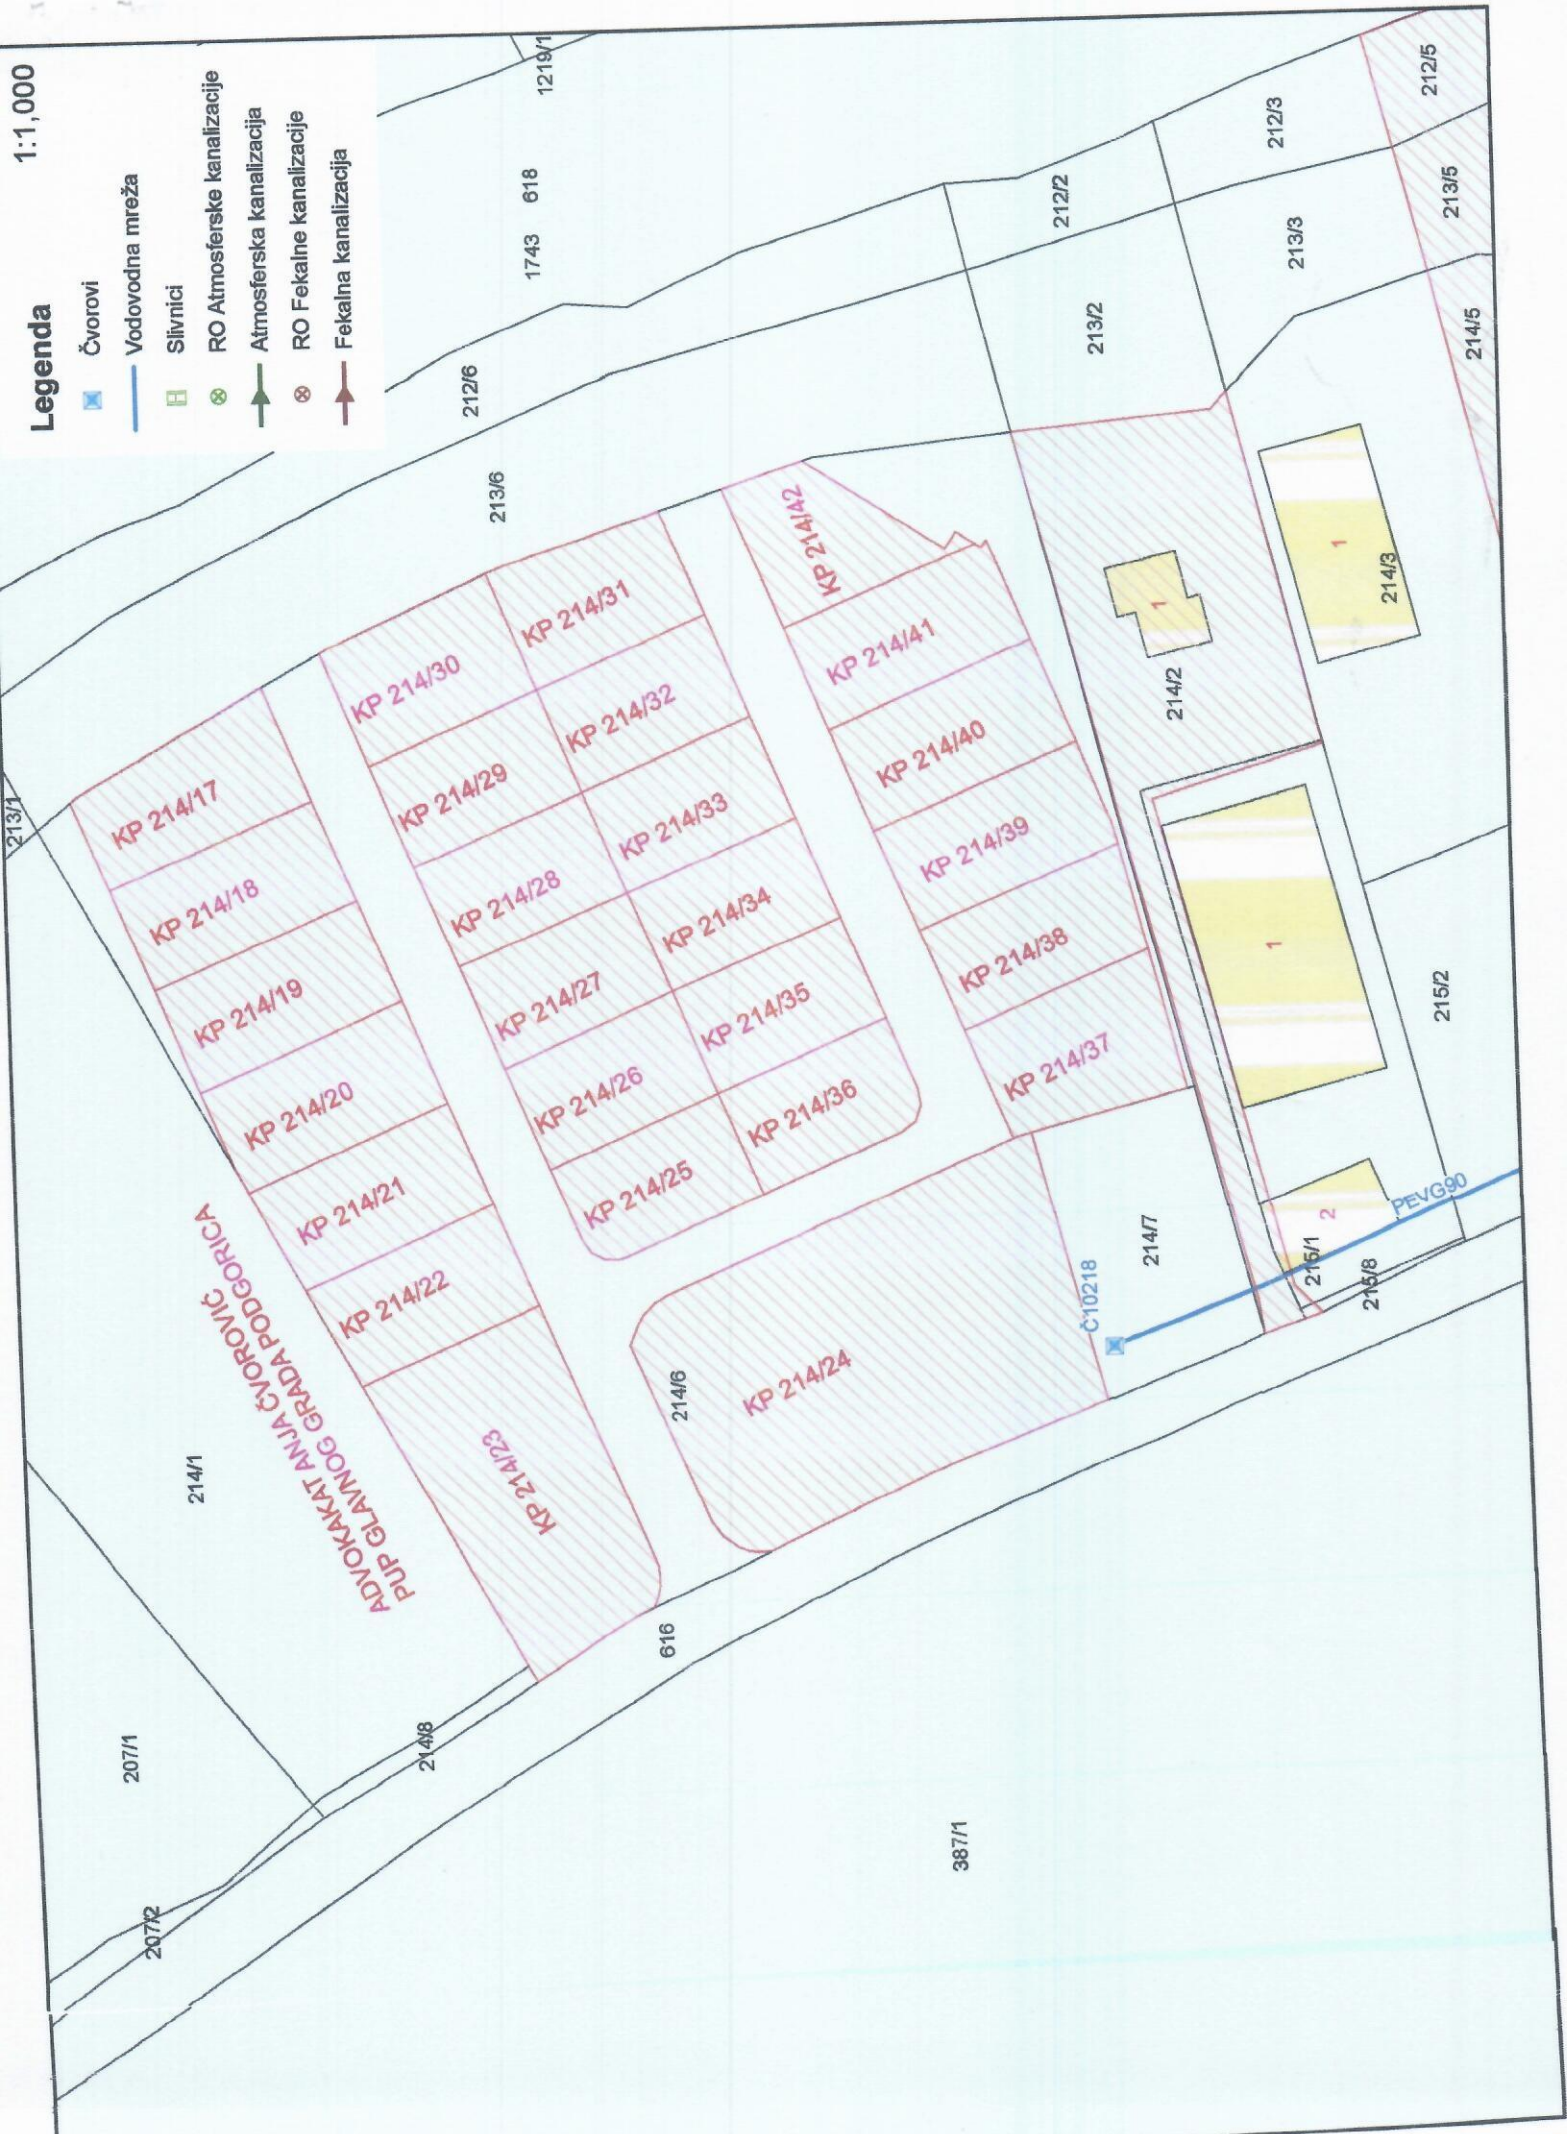 1:1,000
Legenda
Čvorovi
Vodovodna mreža
Slivnici
RO Atmosferske kanalizacije
Atmosferska kanalizacija
RO Fekalne kanalizacije
Fekalna kanalizacija
1219/1
618
1743
212/6
213/6
212/2
212/3
212/5
213/5
213/3
213/2
214/5
213/1
KP 214/17
KP 214/18
KP 214/19
KP 214/20
KP 214/21
KP 214/22
KP 214/23
KP 214/30
KP 214/29
KP 214/28
KP 214/27
KP 214/26
KP 214/25
KP 214/31
KP 214/32
KP 214/33
KP 214/34
KP 214/35
KP 214/36
KP 214/42
KP 214/41
KP 214/40
KP 214/39
KP 214/38
KP 214/37
KP 214/24
1
214/2
1
214/3
1
215/2
2
215/1
215/8
PEVG90
Č10218
214/7
214/6
ADVOKAKAT ANJA ČVOROVIĆ
PUP GLAVNOG GRADA PODGORICA
214/1
616
214/8
207/1
207/2
387/1